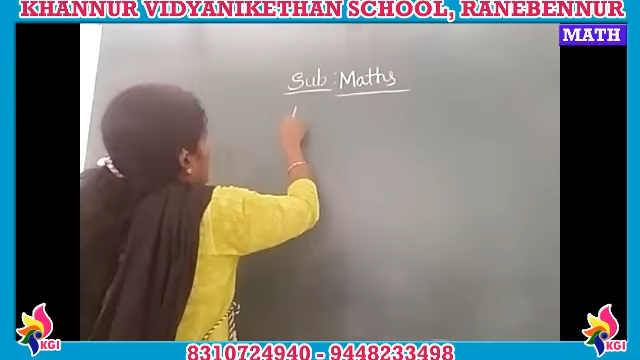 KHANNUR VIDYANIKETHAN SCHOOL, RANEBENNUR
MATH
Sub : Maths
KGI
KGI
8310724940 - 9448233498